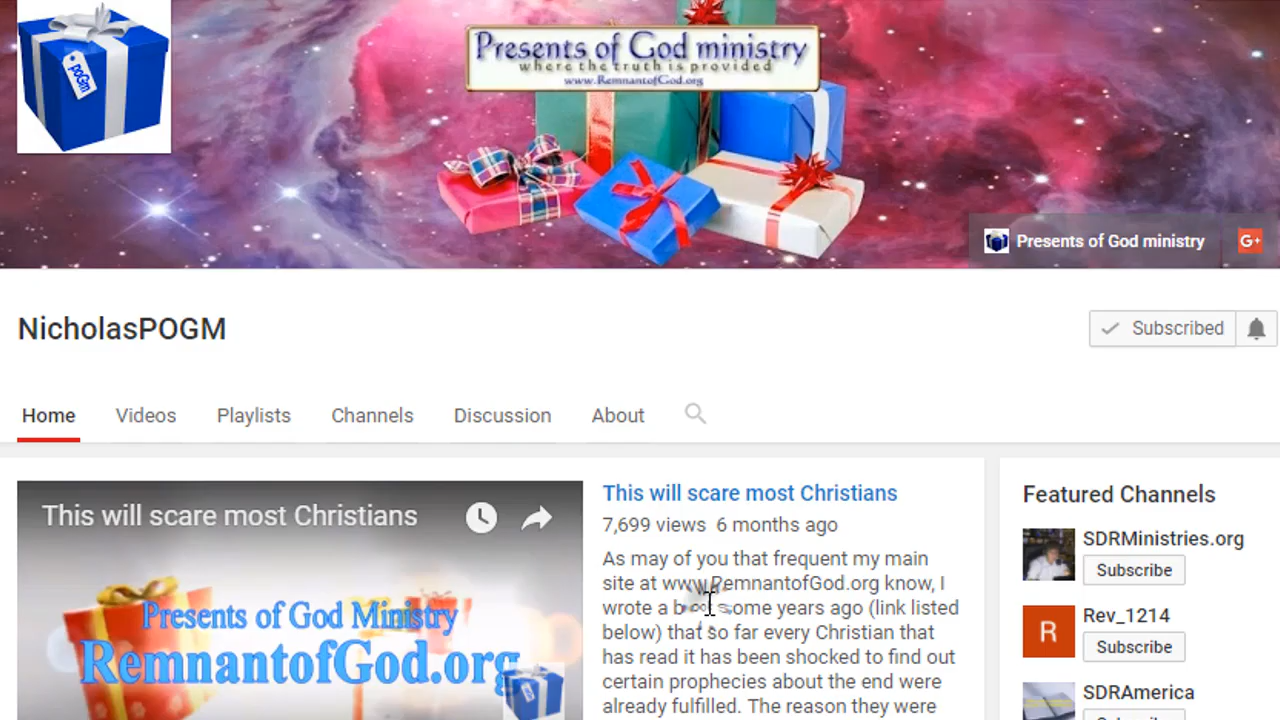 poGm
Presents of God ministry
where the truth is provided
www.RemnantofGod.org
Presents of God ministry
G+
NicholasPOGM
Subscribed
Home Videos Playlists Channels Discussion About
This will scare most Christians
Presents of God Ministry
RemnantofGod.org
This will scare most Christians
7,699 views 6 months ago
As may of you that frequent my main
site at www.RemnantofGod.org know, I
wrote a book some years ago (link listed
below) that so far every Christian that
has read it has been shocked to find out
certain prophecies about the end were
already fulfilled. The reason they were
Featured Channels
SDRMinistries.org
Subscribe
R
Rev_1214
Subscribe
SDRAmerica